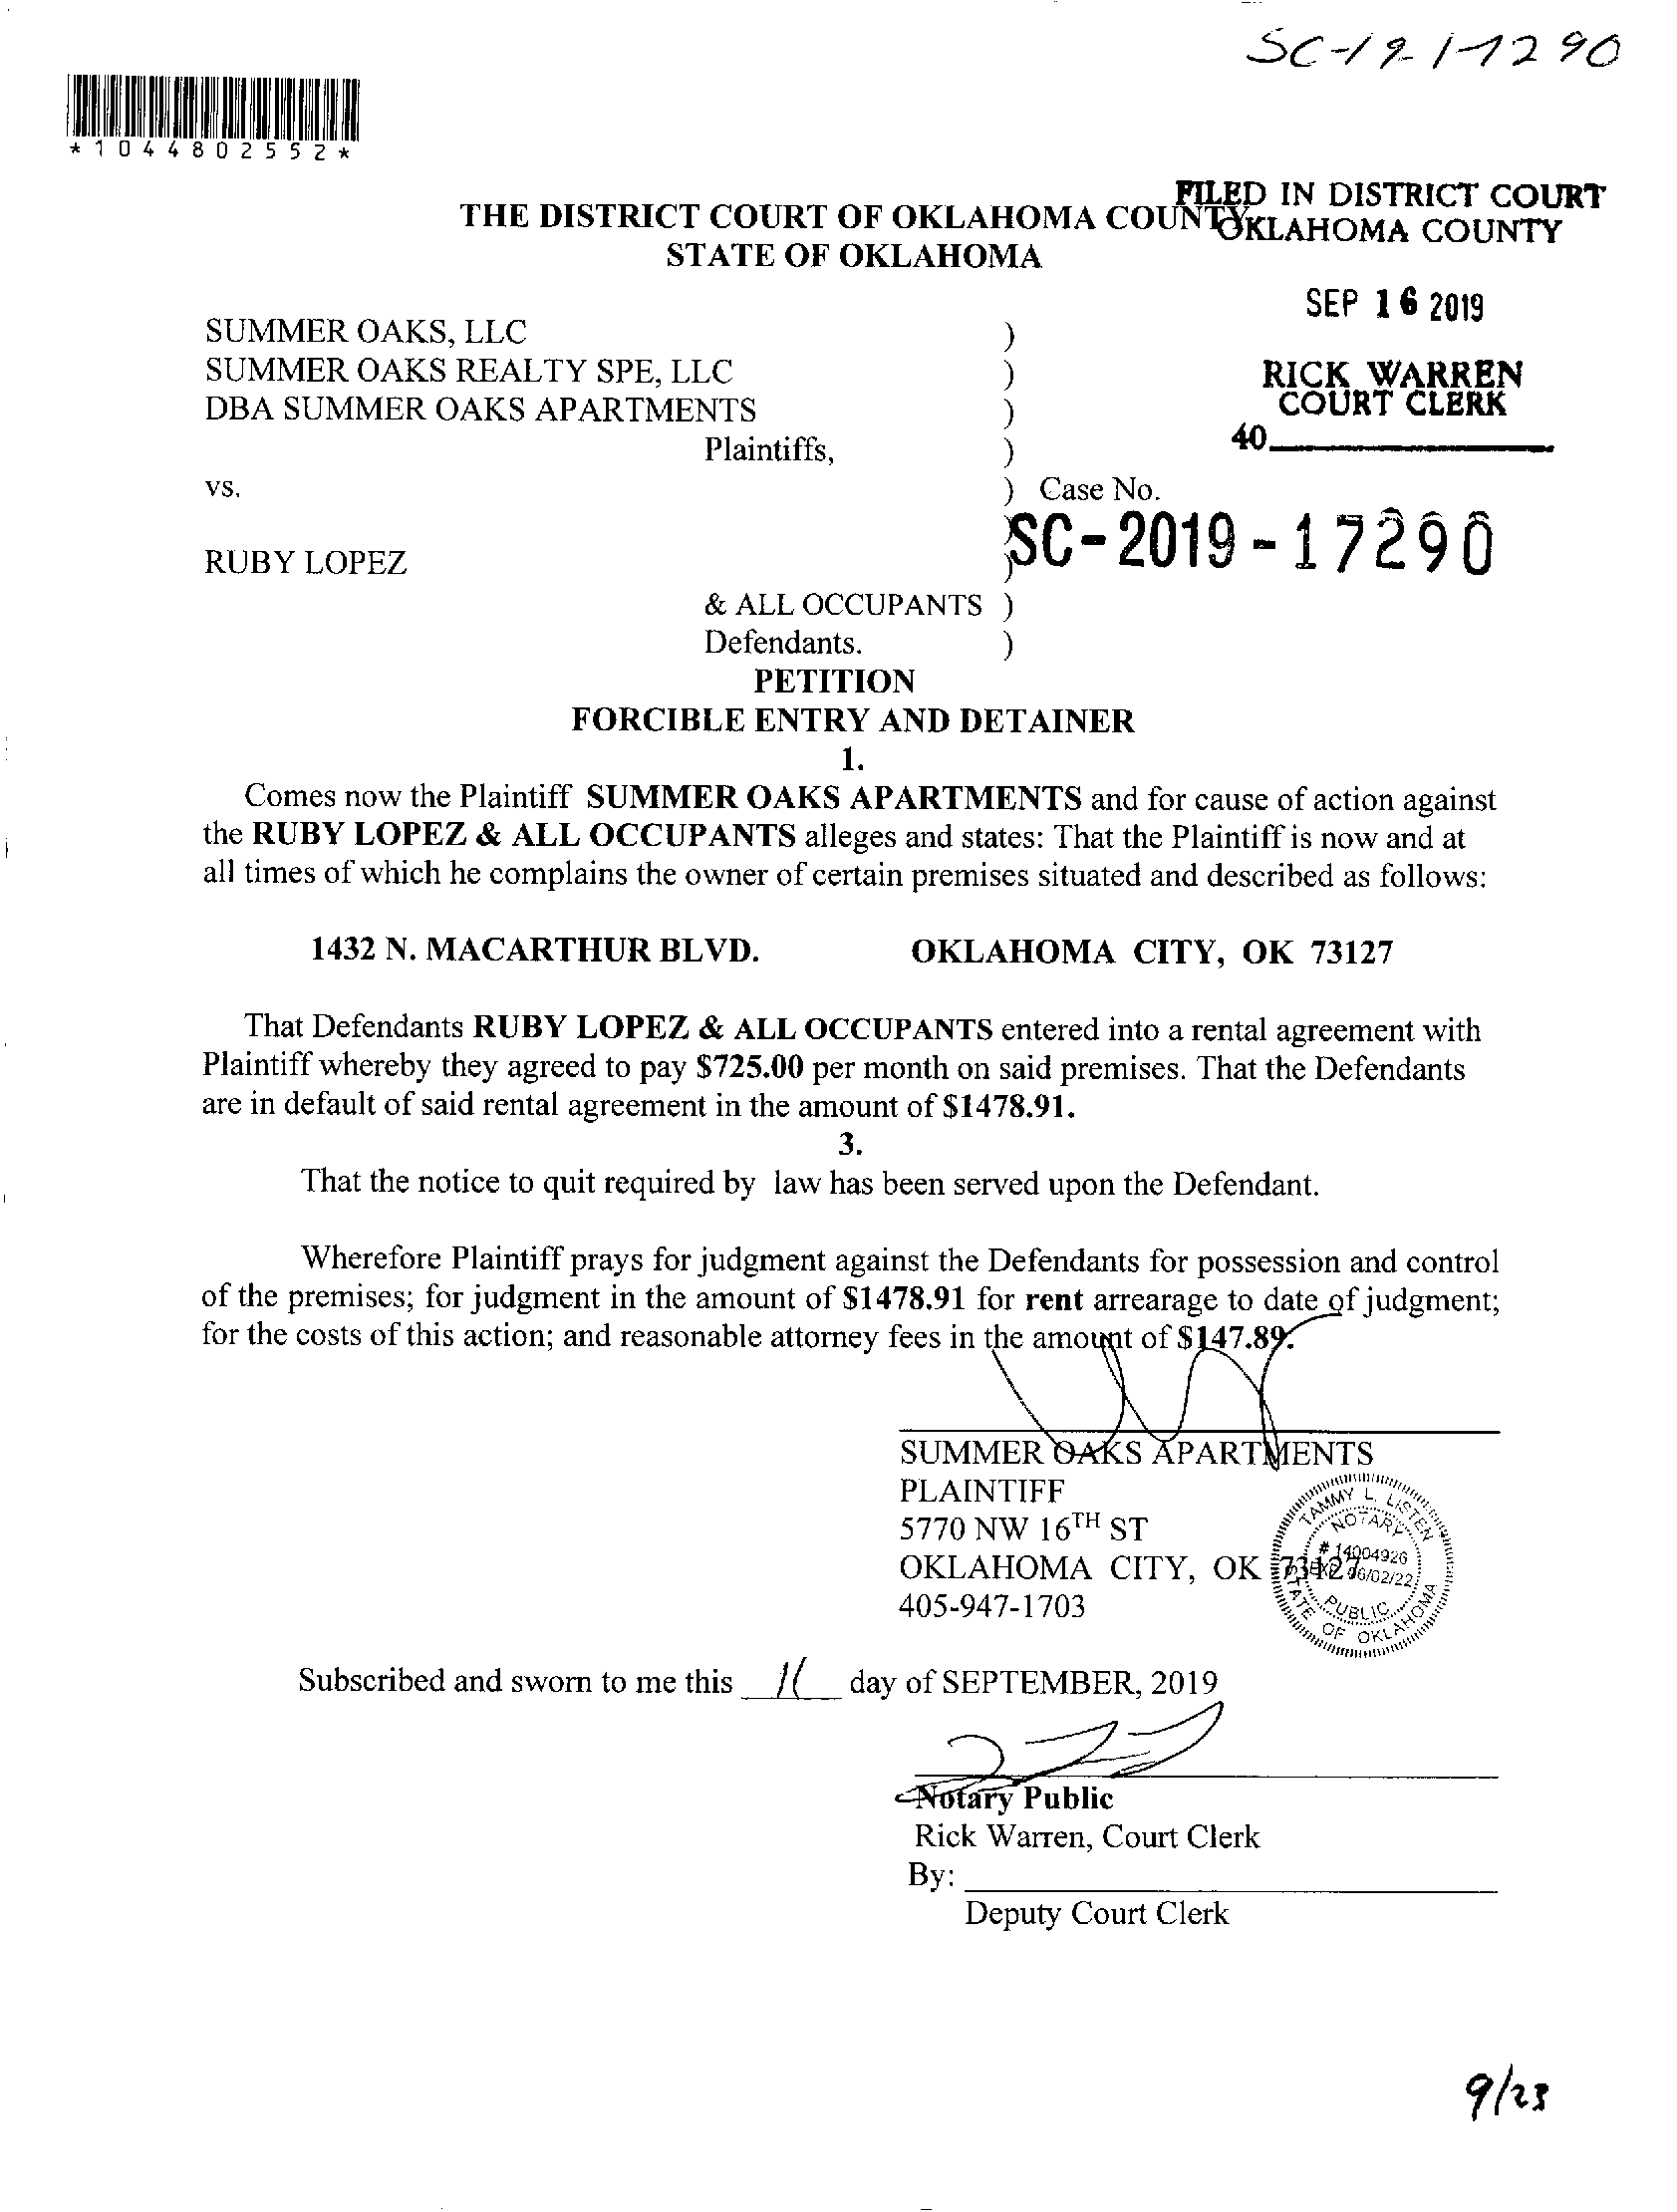 SC-19-17290
*1044802552*
FILED IN DISTRICT COURT
OKLAHOMA COUNTY
THE DISTRICT COURT OF OKLAHOMA COUNTY
STATE OF OKLAHOMA
SEP 16 2019
RICK WARREN
COURT CLERK
40
SUMMER OAKS, LLC )
SUMMER OAKS REALTY SPE, LLC )
DBA SUMMER OAKS APARTMENTS )
Plaintiffs, )
vs. ) Case No.
SC-2019-17290
RUBY LOPEZ )
& ALL OCCUPANTS )
Defendants. )
PETITION
FORCIBLE ENTRY AND DETAINER
1.
Comes now the Plaintiff SUMMER OAKS APARTMENTS and for cause of action against
the RUBY LOPEZ & ALL OCCUPANTS alleges and states: That the Plaintiff is now and at
all times of which he complains the owner of certain premises situated and described as follows:
1432 N. MACARTHUR BLVD. OKLAHOMA CITY, OK 73127
That Defendants RUBY LOPEZ & ALL OCCUPANTS entered into a rental agreement with
Plaintiff whereby they agreed to pay $725.00 per month on said premises. That the Defendants
are in default of said rental agreement in the amount of $1478.91.
3.
That the notice to quit required by law has been served upon the Defendant.
Wherefore Plaintiff prays for judgment against the Defendants for possession and control
of the premises; for judgment in the amount of $1478.91 for rent arrearage to date of judgment;
for the costs of this action; and reasonable attorney fees in the amount of $147.89.
SUMMER OAKS APARTMENTS
PLAINTIFF
5770 NW 16TH ST
OKLAHOMA CITY, OK 73127
405-947-1703
TAMMY L. LISTEN
NOTARY
# 14004926
EXP. 06/02/22
PUBLIC
STATE OF OKLAHOMA
Subscribed and sworn to me this 11 day of SEPTEMBER, 2019
Notary Public
Rick Warren, Court Clerk
By:
Deputy Court Clerk
9/23